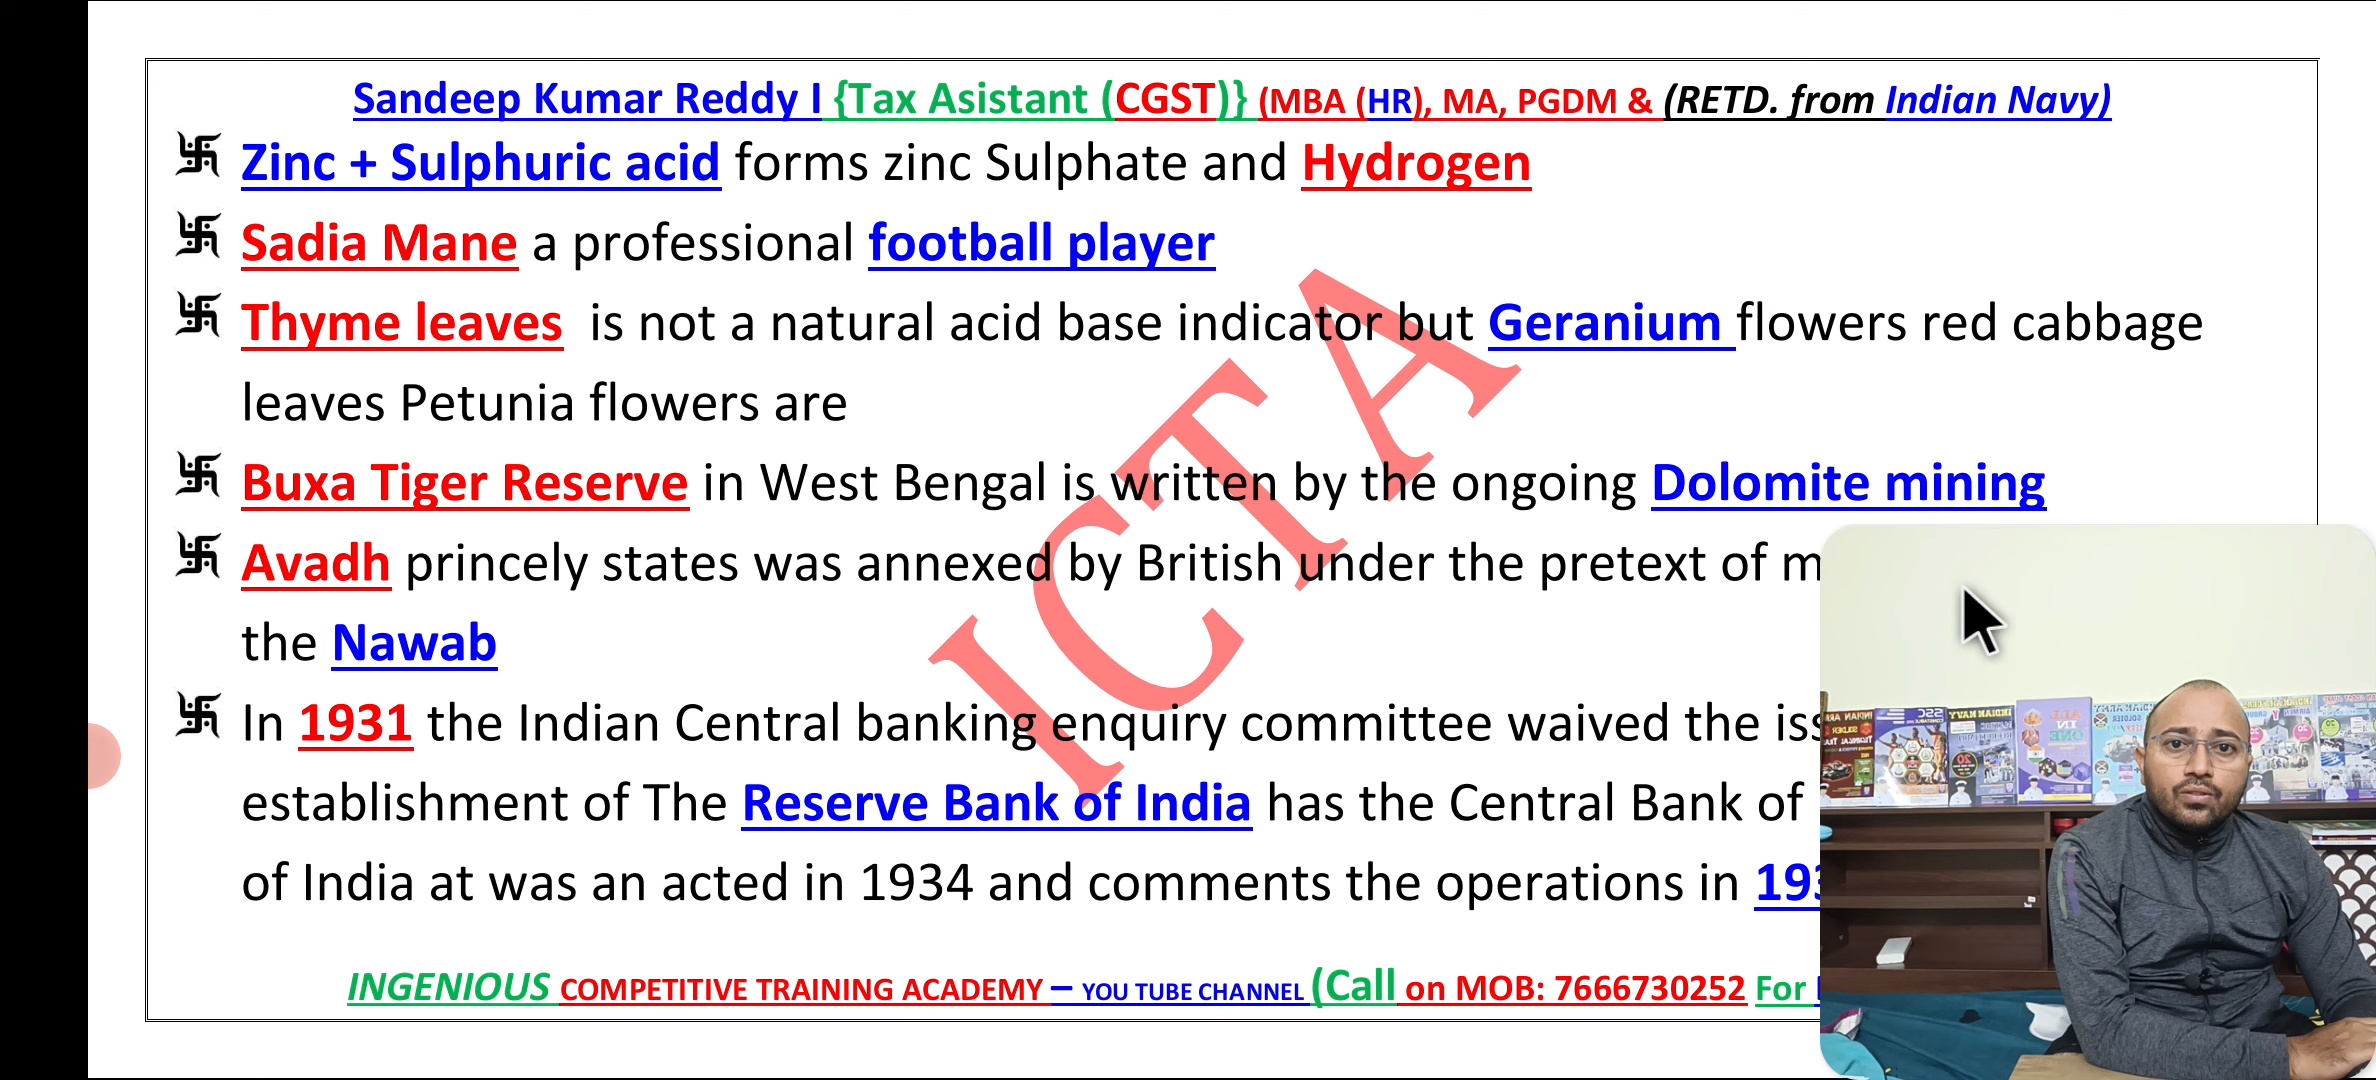 Sandeep Kumar Reddy I {Tax Asistant (CGST)} (MBA (HR), MA, PGDM & (RETD. from Indian Navy)
卐 Zinc + Sulphuric acid forms zinc Sulphate and Hydrogen
卐 Sadia Mane a professional football player
卐 Thyme leaves is not a natural acid base indicator but Geranium flowers red cabbage
leaves Petunia flowers are
卐 Buxa Tiger Reserve in West Bengal is written by the ongoing Dolomite mining
卐 Avadh princely states was annexed by British under the pretext of
the Nawab
卐 In 1931 the Indian Central banking enquiry committee waived the
establishment of The Reserve Bank of India has the Central Bank of
of India at was an acted in 1934 and comments the operations in
INGENIOUS COMPETITIVE TRAINING ACADEMY – YOU TUBE CHANNEL (Call on MOB: 7666730252 For
ICTA